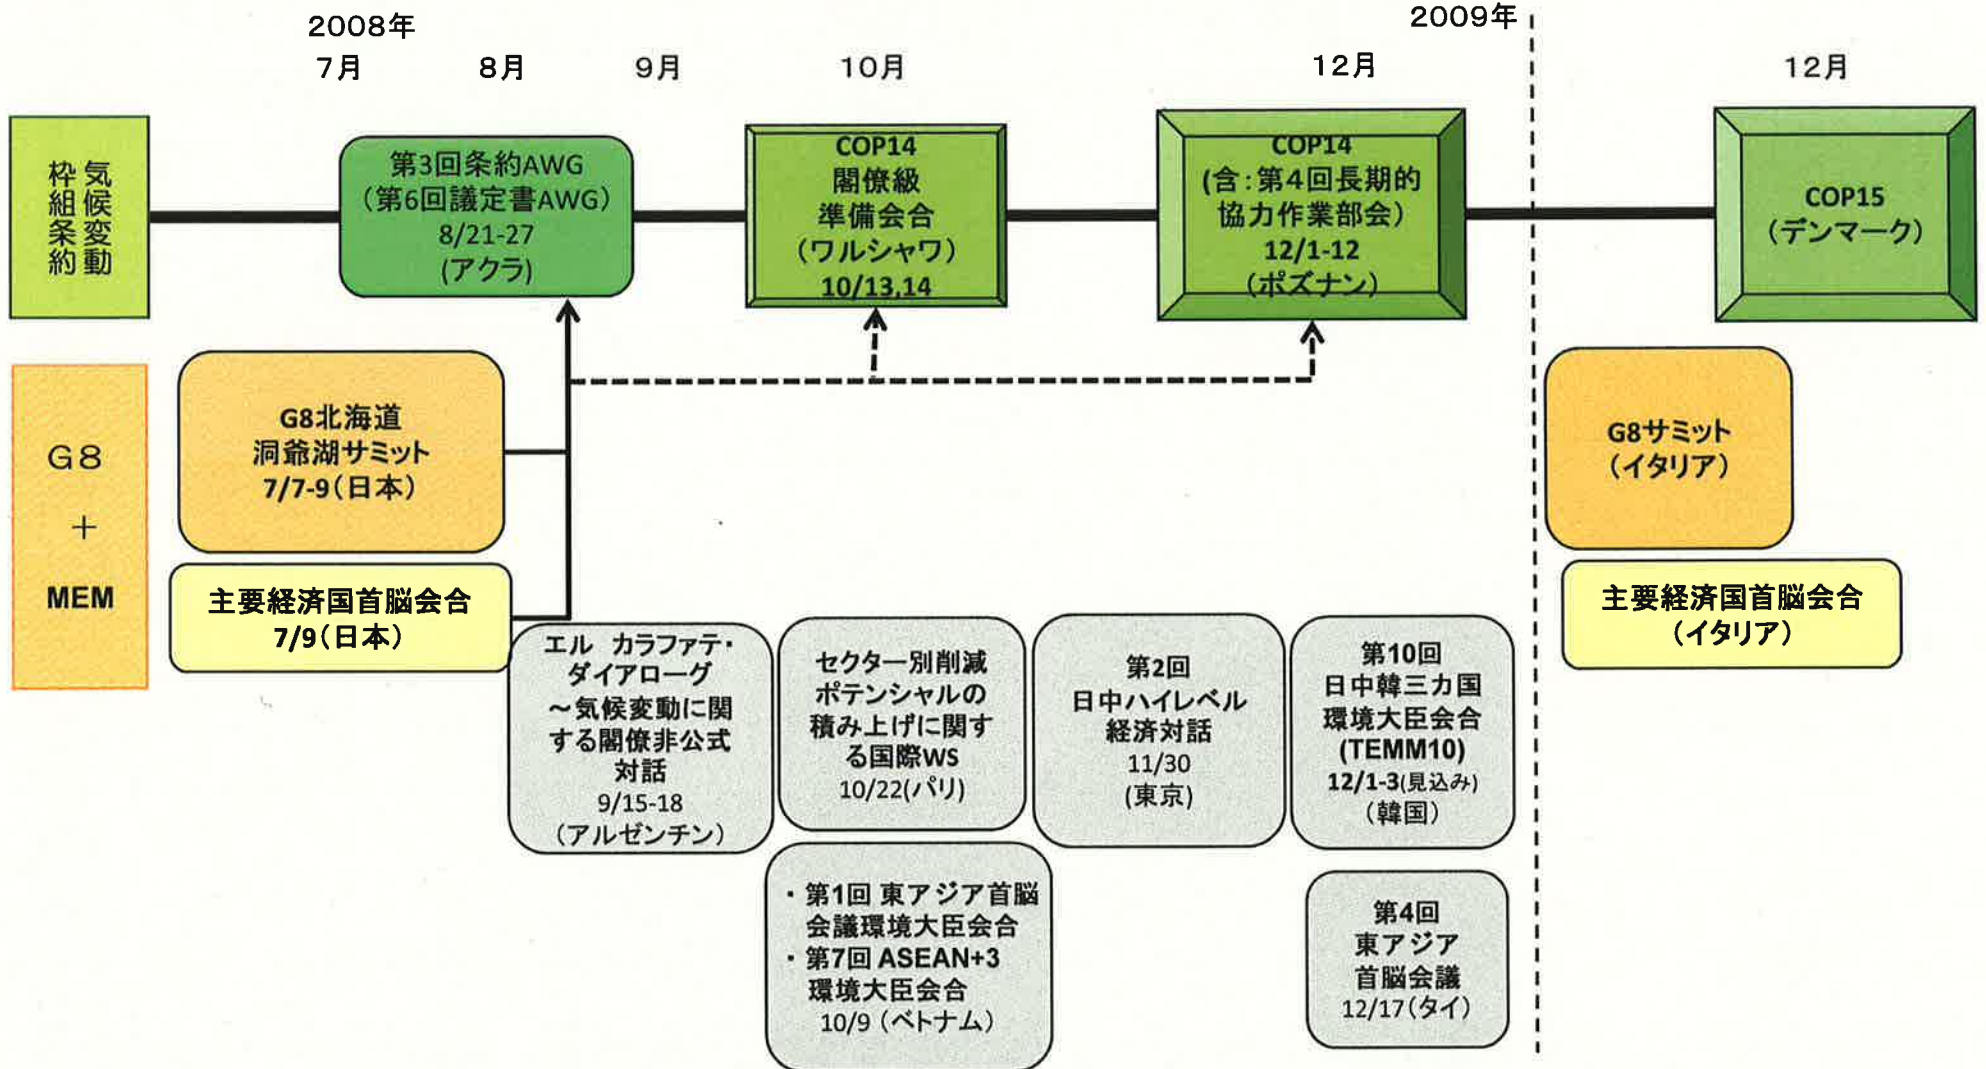 2008年
2009年
7月
8月
9月
10月
12月
12月
気候変動
枠組条約
第3回条約AWG
（第6回議定書AWG）
8/21-27
(アクラ)
COP14
閣僚級
準備会合
（ワルシャワ）
10/13,14
COP14
(含：第４回長期的
協力作業部会）
12/1-12
（ポズナン）
COP15
（デンマーク）
Ｇ８
＋
MEM
G8北海道
洞爺湖サミット
7/7-9（日本）
主要経済国首脳会合
7/9（日本）
G8サミット
（イタリア）
主要経済国首脳会合
（イタリア）
エル カラファテ・
ダイアローグ
～気候変動に関
する閣僚非公式
対話
9/15-18
（アルゼンチン）
セクター別削減
ポテンシャルの
積み上げに関す
る国際WS
10/22(パリ)
第2回
日中ハイレベル
経済対話
11/30
(東京)
第10回
日中韓三カ国
環境大臣会合
(TEMM10)
12/1-3(見込み)
（韓国）
・第1回 東アジア首脳
会議環境大臣会合
・第7回 ASEAN+3
環境大臣会合
10/9 （ベトナム）
第4回
東アジア
首脳会議
12/17（タイ）